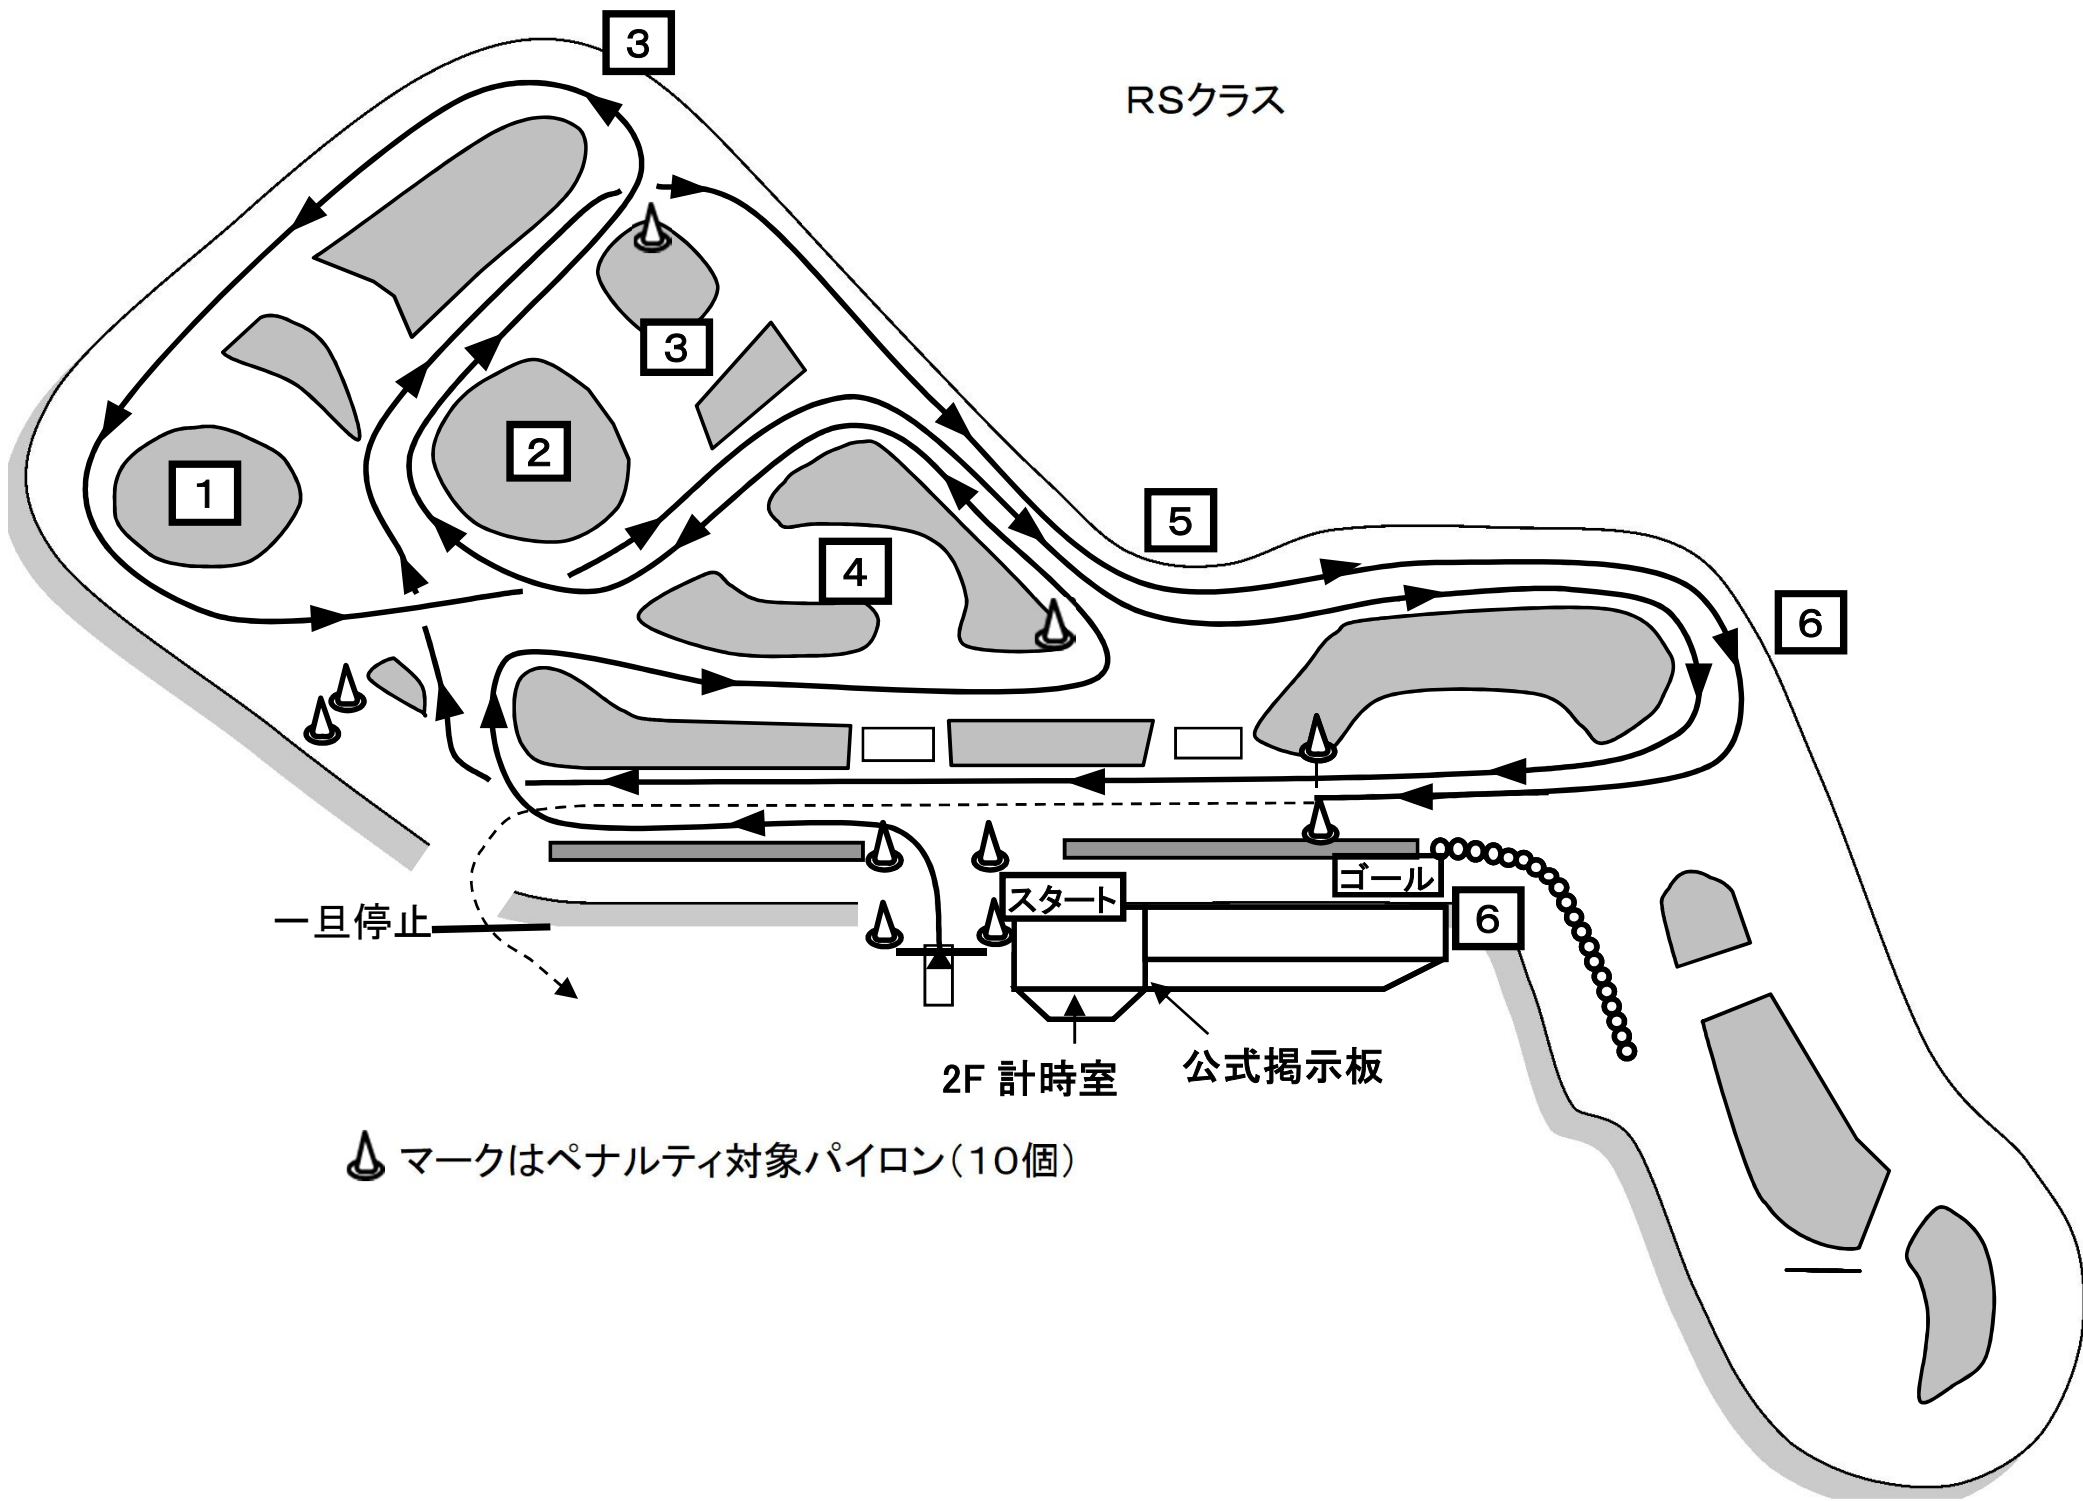 3
RSクラス
3
2
1
5
4
6
スタート
ゴール
6
一旦停止
2F 計時室
公式掲示板
マークはペナルティ対象パイロン(10個)